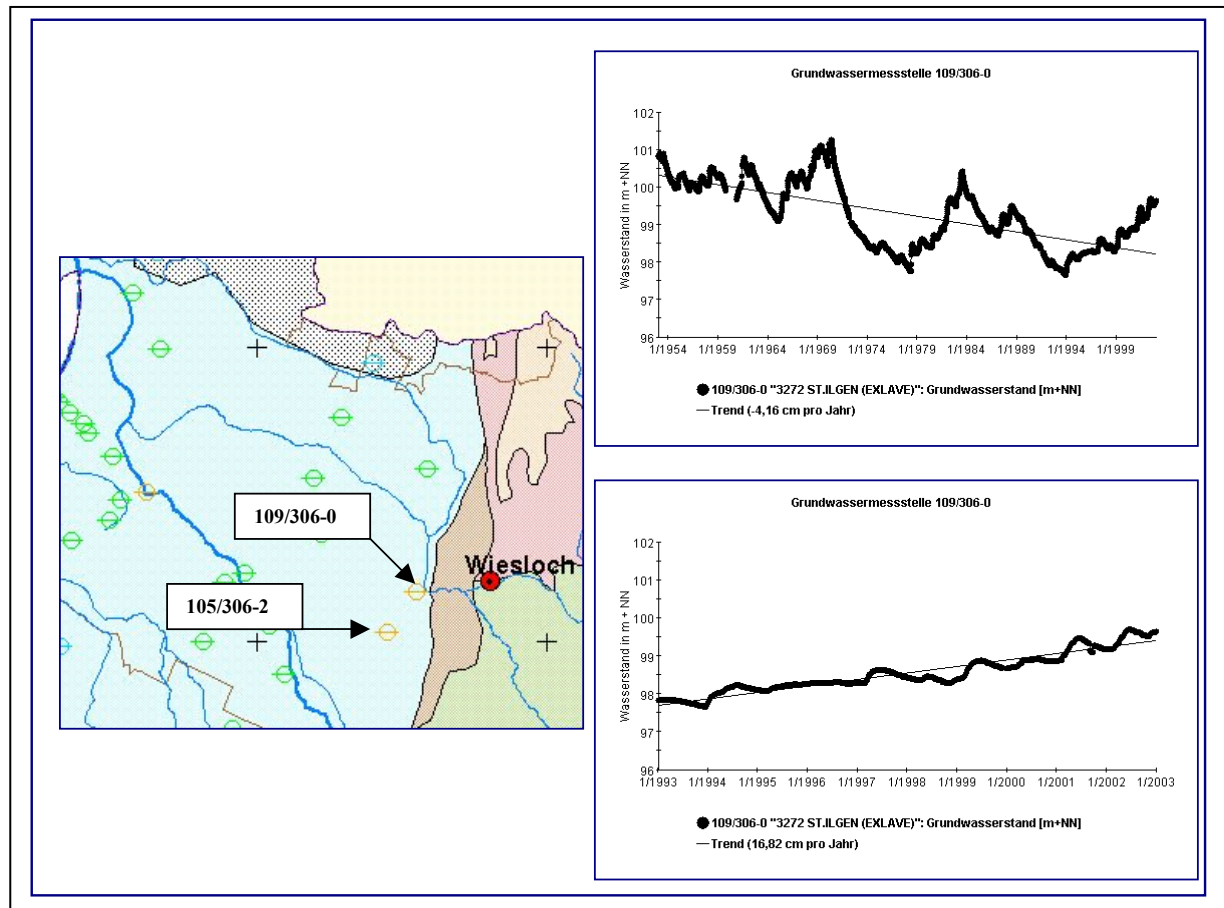 109/306-0
105/306-2
Wiesloch
Grundwassermessstelle 109/306-0
Wasserstand in m +NN
102
101
100
99
98
97
96
1/1954 1/1959 1/1964 1/1969 1/1974 1/1979 1/1984 1/1989 1/1994 1/1999
109/306-0 "3272 ST.ILGEN (EXLAVE)": Grundwasserstand [m+NN]
Trend (-4,16 cm pro Jahr)
Grundwassermessstelle 109/306-0
Wasserstand in m + NN
102
101
100
99
98
97
96
1/1993 1/1994 1/1995 1/1996 1/1997 1/1998 1/1999 1/2000 1/2001 1/2002 1/2003
109/306-0 "3272 ST.ILGEN (EXLAVE)": Grundwasserstand [m+NN]
Trend (16,82 cm pro Jahr)